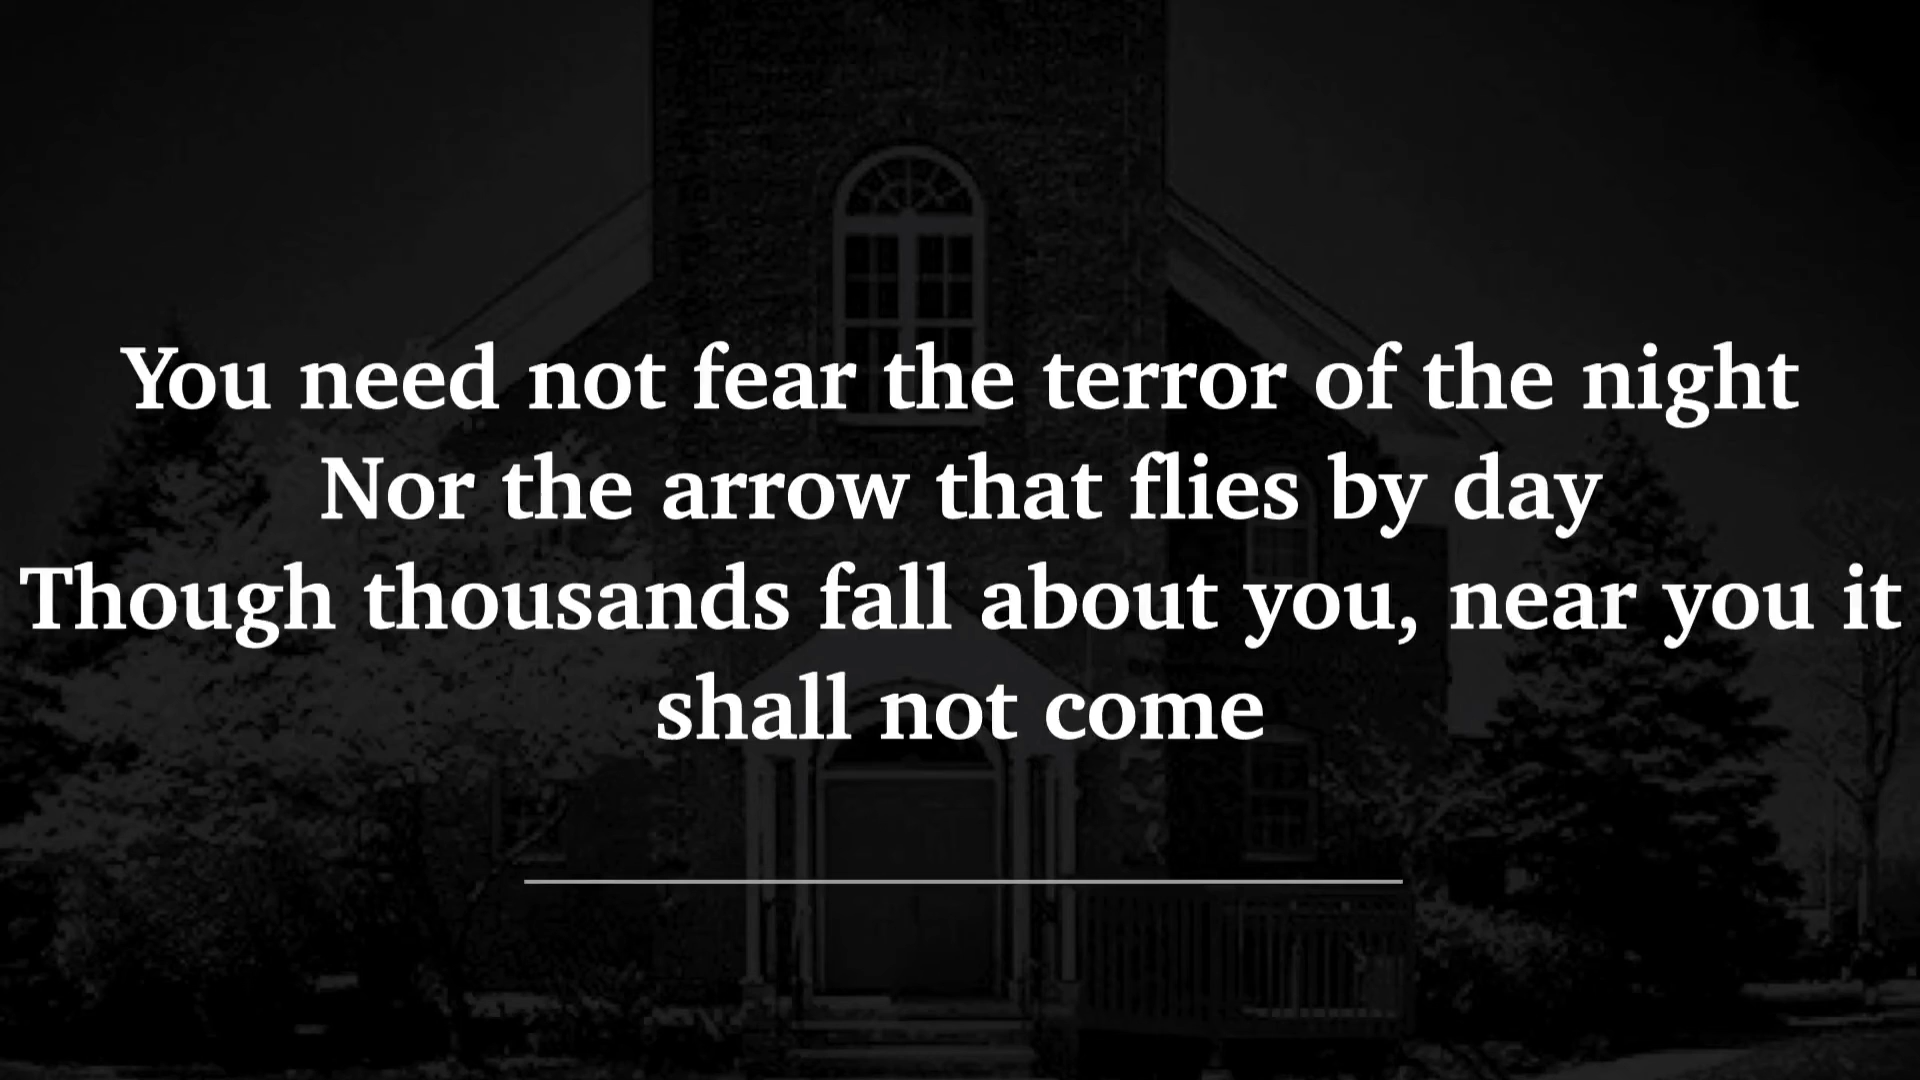 You need not fear the terror of the night
Nor the arrow that flies by day
Though thousands fall about you, near you it
shall not come